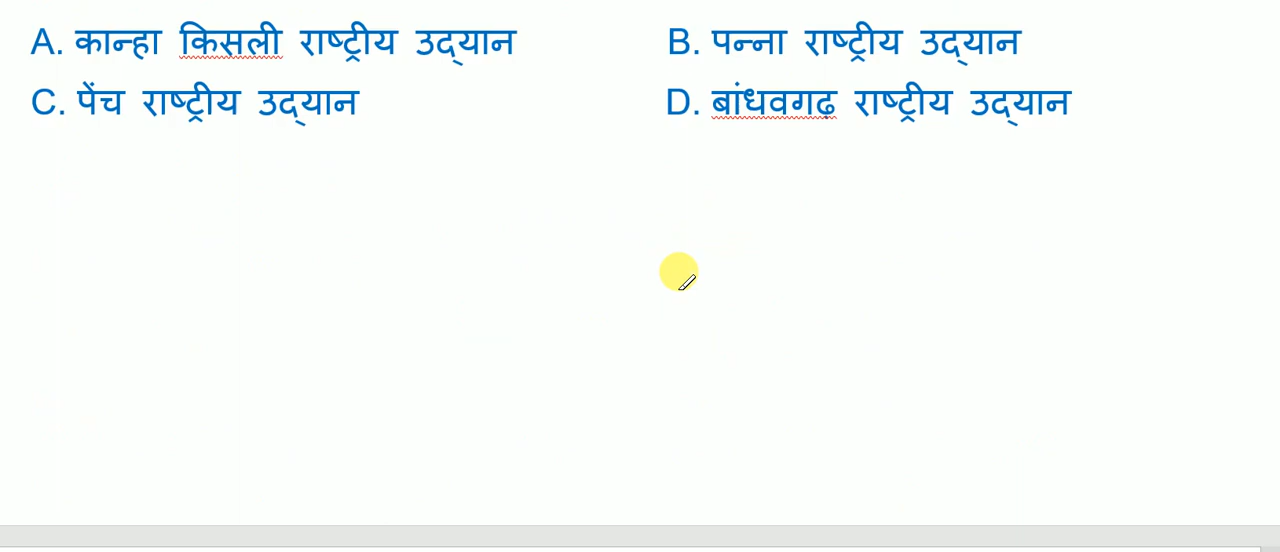 A. कान्हा किसली राष्ट्रीय उद्यान B. पन्ना राष्ट्रीय उद्यान
C. पेंच राष्ट्रीय उद्यान D. बांधवगढ़ राष्ट्रीय उद्यान